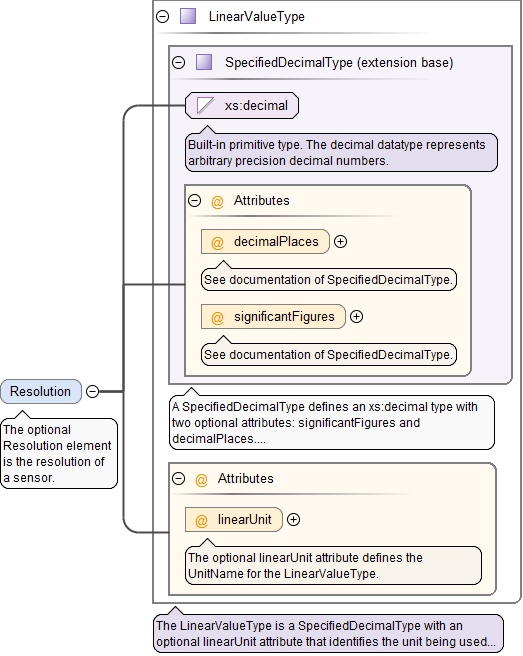 LinearValueType
SpecifiedDecimalType (extension base)
xs:decimal
Built-in primitive type. The decimal datatype represents
arbitrary precision decimal numbers.
@ Attributes
@ decimalPlaces
See documentation of SpecifiedDecimalType.
@ significantFigures
See documentation of SpecifiedDecimalType.
Resolution
The optional
Resolution element
is the resolution of
a sensor.
A SpecifiedDecimalType defines an xs:decimal type with
two optional attributes: significantFigures and
decimalPlaces....
@ Attributes
@ linearUnit
The optional linearUnit attribute defines the
UnitName for the LinearValueType.
The LinearValueType is a SpecifiedDecimalType with an
optional linearUnit attribute that identifies the unit being used...